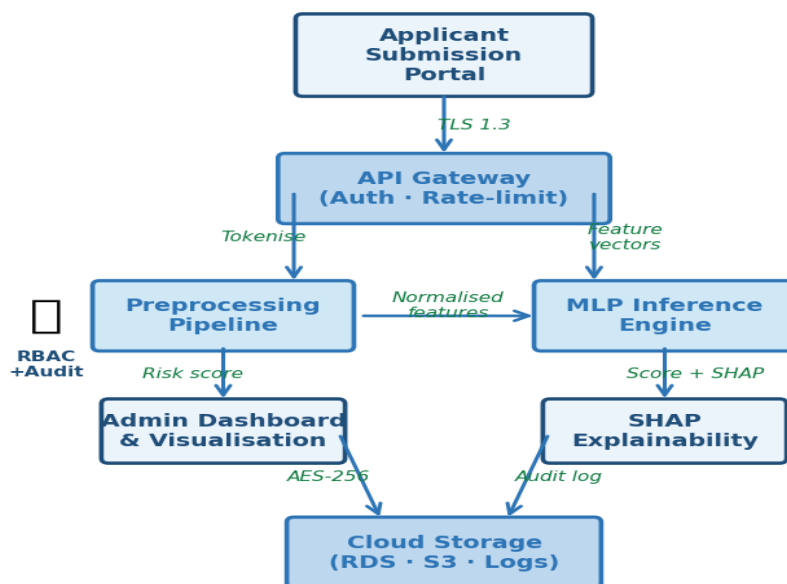 Applicant
Submission
Portal
TLS 1.3
API Gateway
(Auth · Rate-limit)
Tokenise
Feature
vectors
Preprocessing
Pipeline
Normalised
features
MLP Inference
Engine
RBAC
+Audit
Risk score
Score + SHAP
Admin Dashboard
& Visualisation
SHAP
Explainability
AES-256
Audit log
Cloud Storage
(RDS · S3 · Logs)